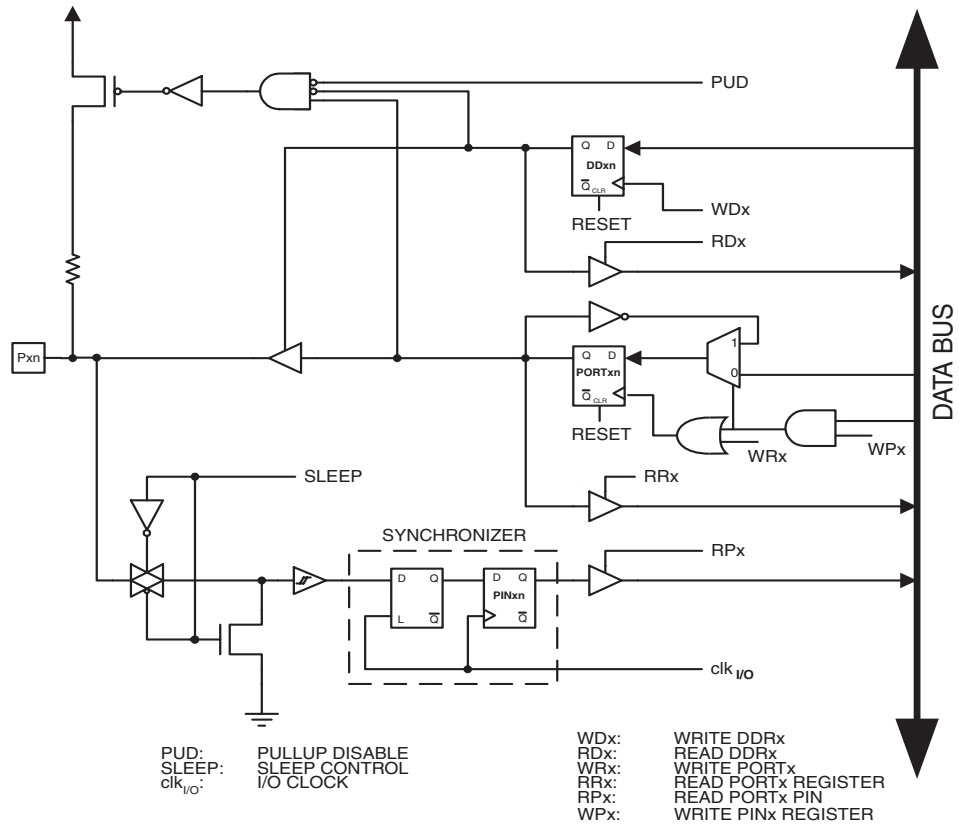 PUD
Q D
DDxn
Q CLR
WDx
RESET
RDx
DATA BUS
Pxn
1
Q D
PORTxn
0
Q CLR
RESET
WRx
WPx
SLEEP
RRx
SYNCHRONIZER
RPx
D Q
L Q
D Q
PINxn
Q
clk I/O
PUD: PULLUP DISABLE
SLEEP: SLEEP CONTROL
clk I/O: I/O CLOCK
WDx: WRITE DDRx
RDx: READ DDRx
WRx: WRITE PORTx
RRx: READ PORTx REGISTER
RPx: READ PORTx PIN
WPx: WRITE PINx REGISTER